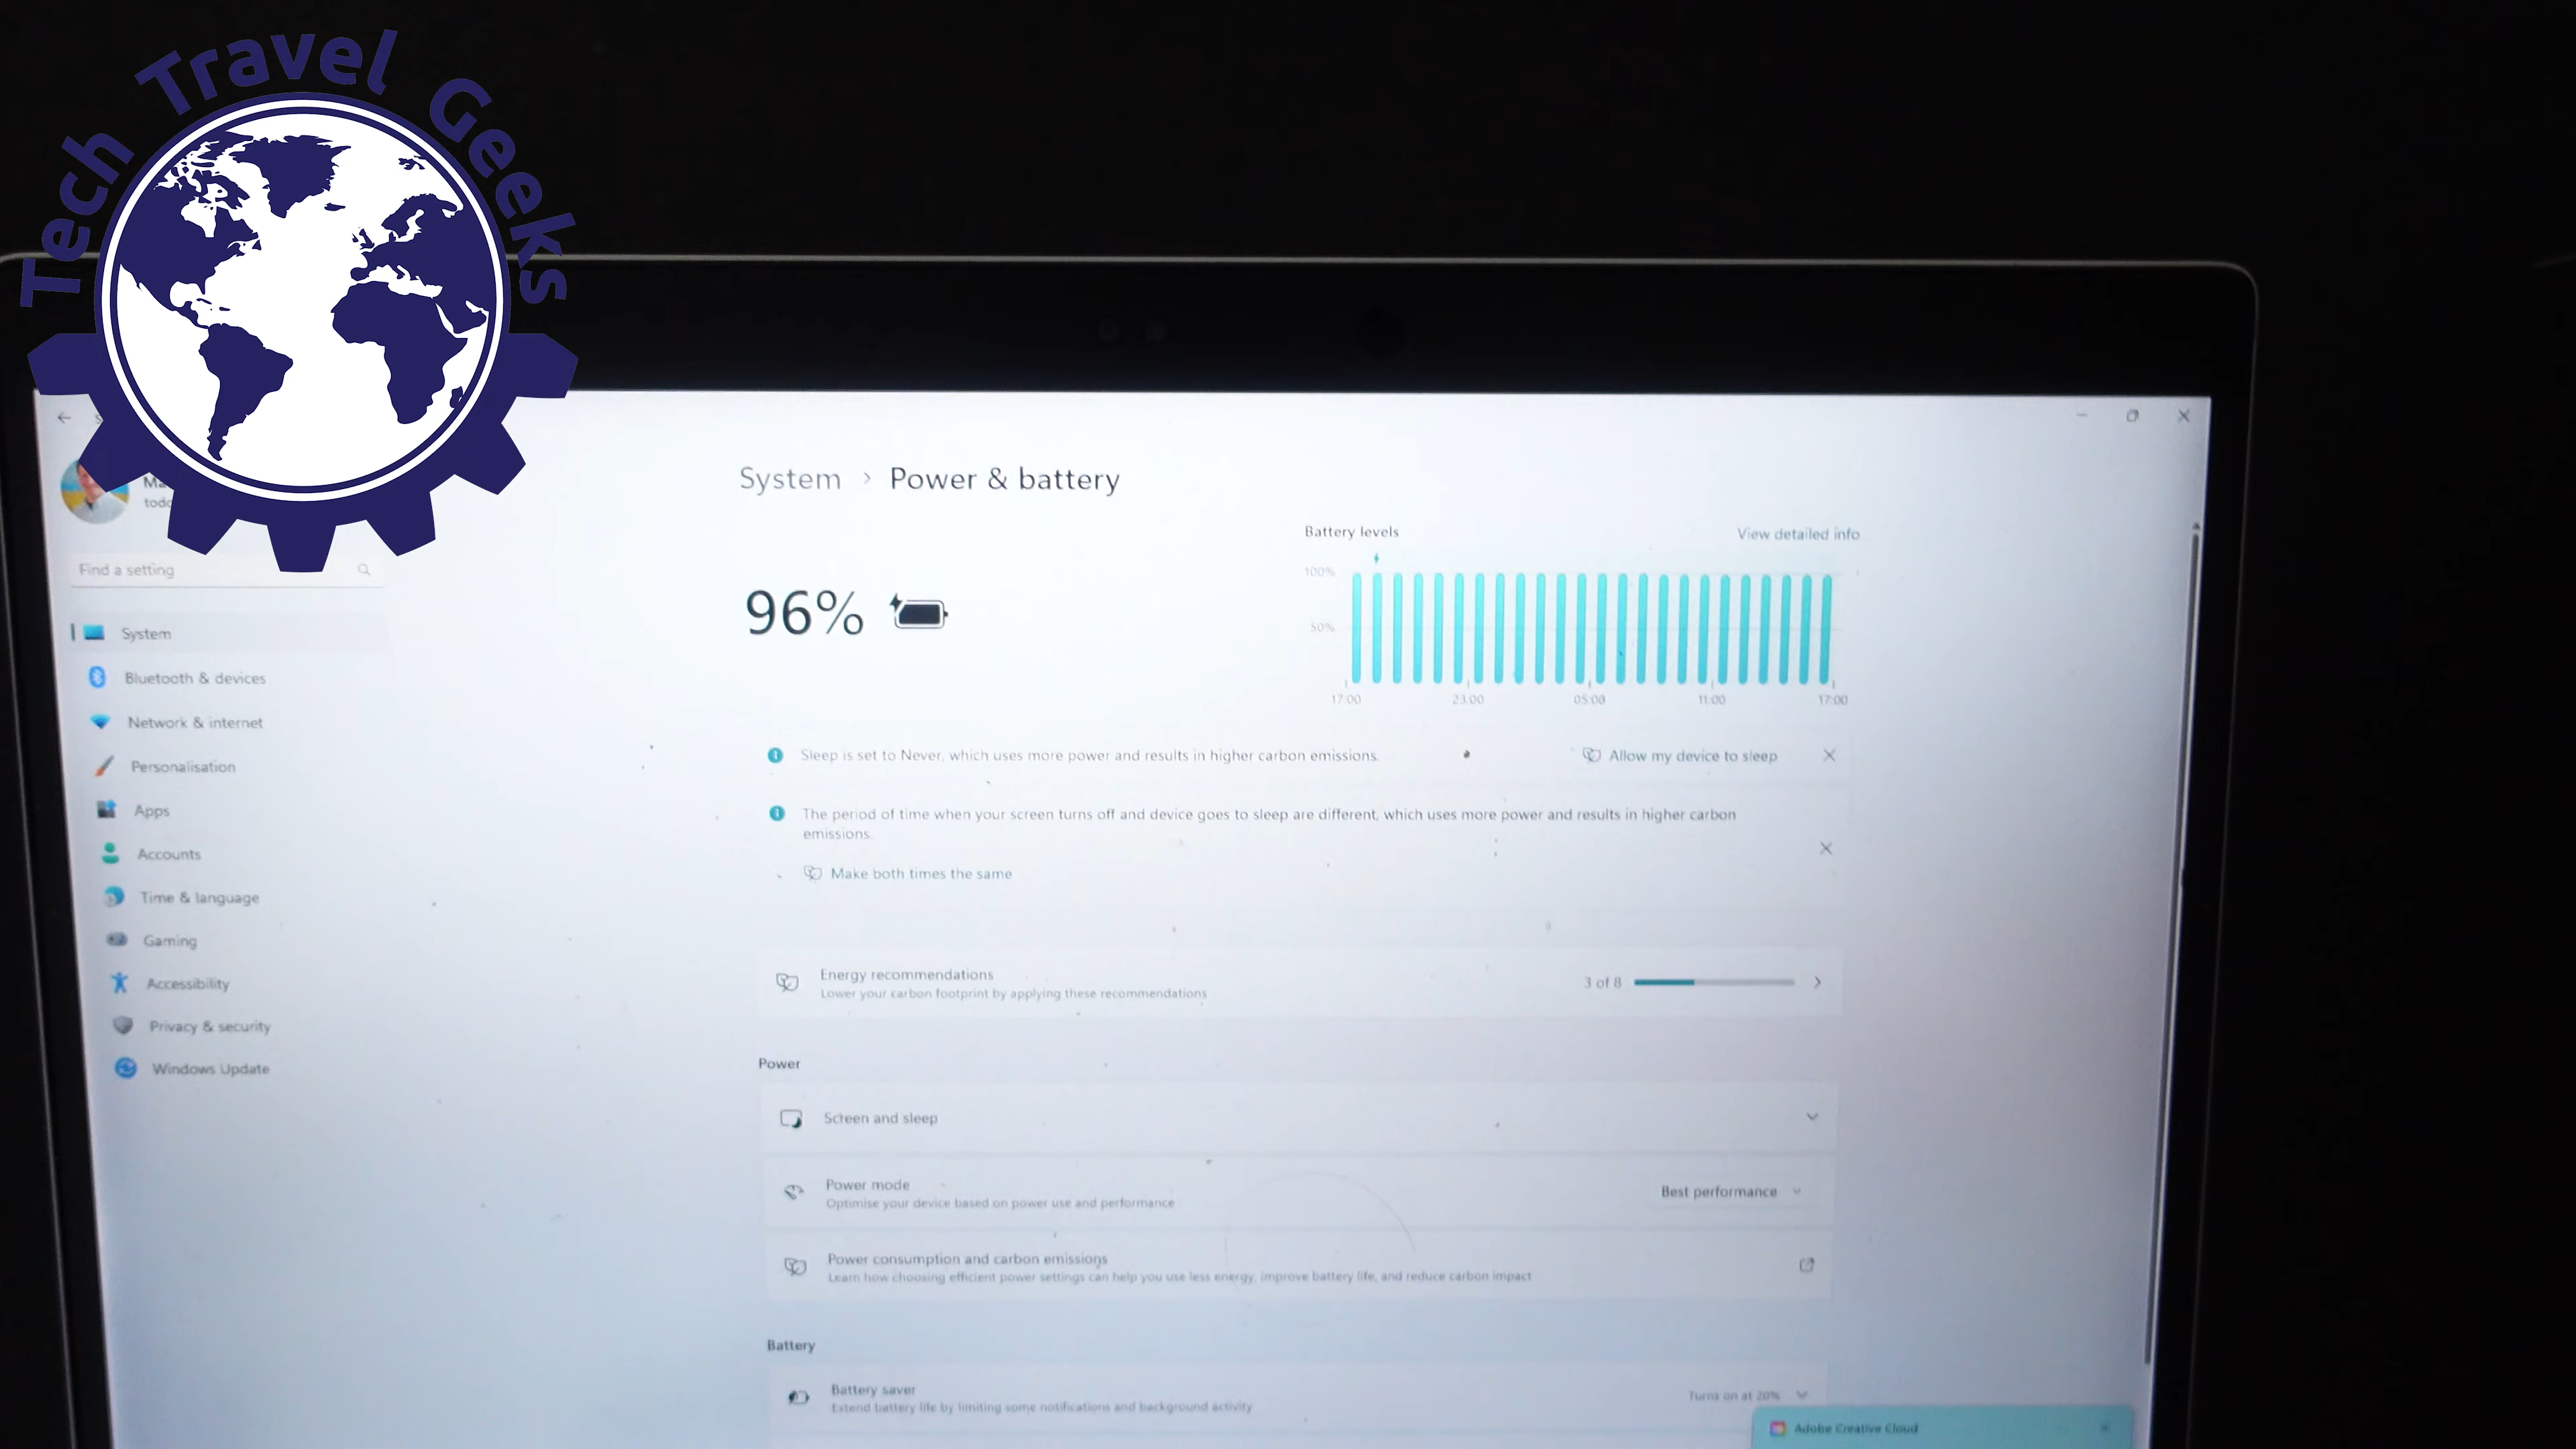 Tech Travel Geeks
System > Power & battery
Battery levels
View detailed info
100%
50%
17:00 23:00 05:00 11:00 17:00
96%
Find a setting
System
Bluetooth & devices
Network & internet
Personalisation
Apps
Accounts
Time & language
Gaming
Accessibility
Privacy & security
Windows Update
Sleep is set to Never, which uses more power and results in higher carbon emissions.
Allow my device to sleep
The period of time when your screen turns off and device goes to sleep are different, which uses more power and results in higher carbon
emissions.
Make both times the same
Energy recommendations
Lower your carbon footprint by applying these recommendations
3 of 8
Power
Screen and sleep
Power mode
Optimise your device based on power use and performance
Best performance
Power consumption and carbon emissions
Learn how choosing efficient power settings can help you use less energy, improve battery life, and reduce carbon impact
Battery
Battery saver
Extend battery life by limiting some notifications and background activity
Turns on at 20%
Adobe Creative Cloud